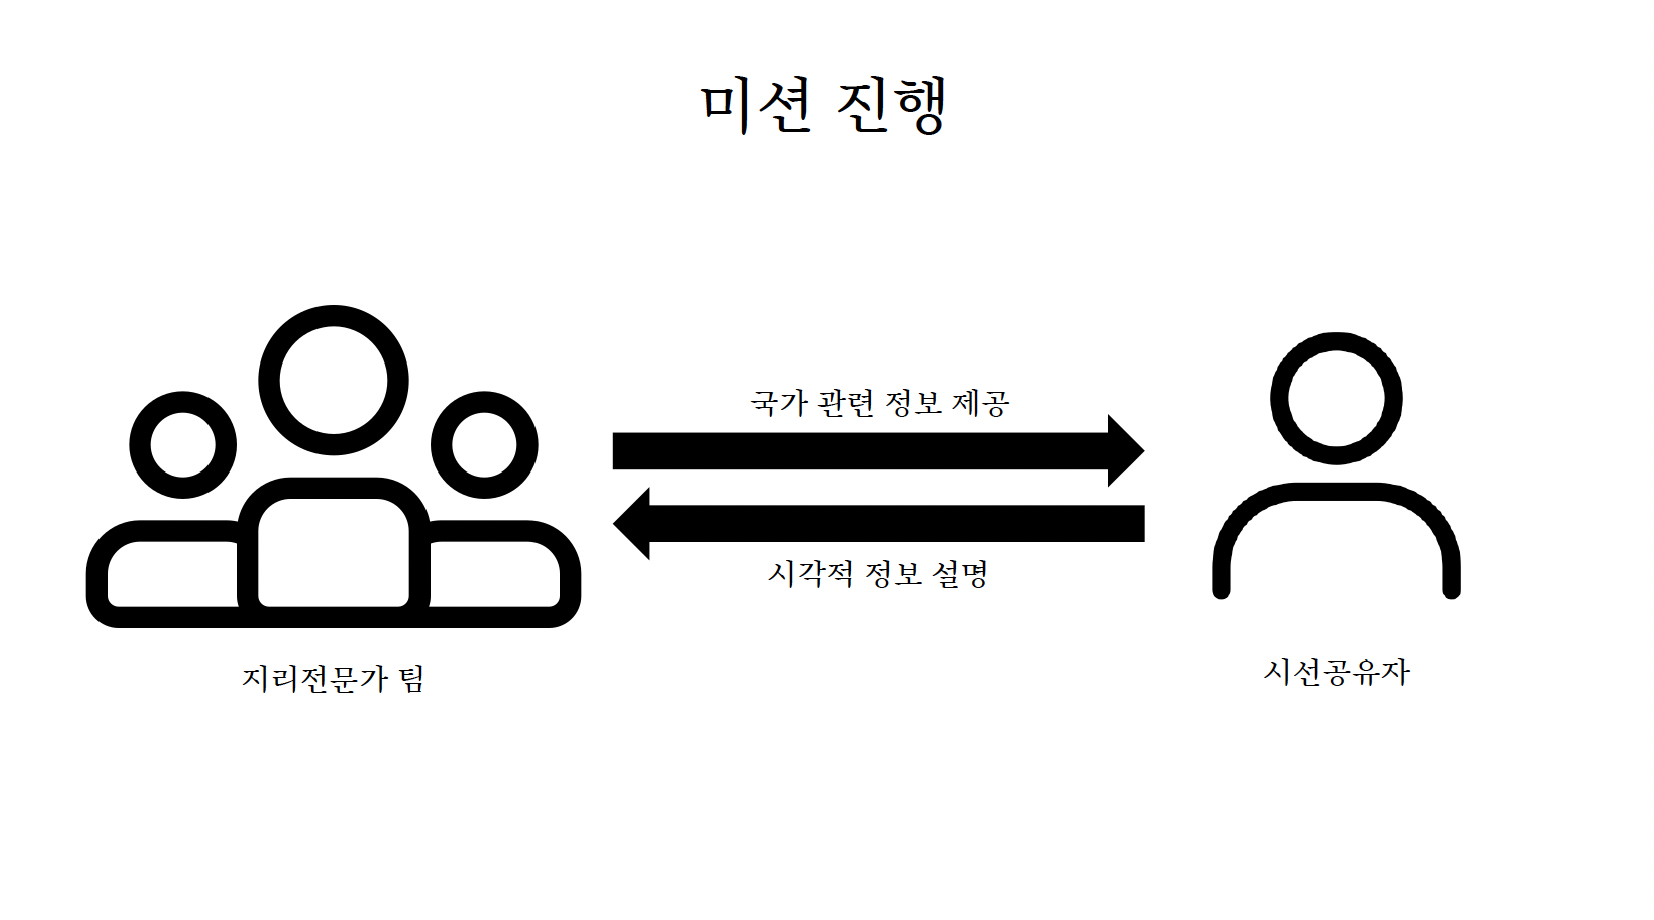 미션 진행
국가 관련 정보 제공
시각적 정보 설명
지리전문가 팀
시선공유자